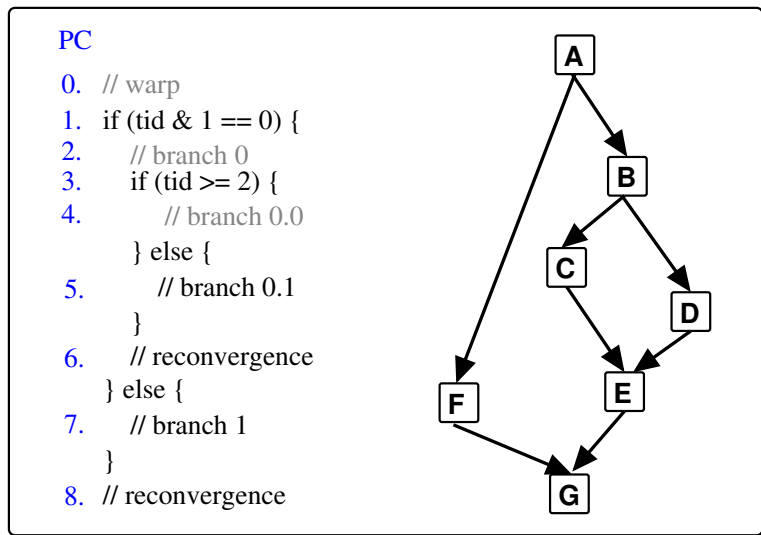 PC
0. // warp
1. if (tid & 1 == 0) {
2. // branch 0
3. if (tid >= 2) {
4. // branch 0.0
} else {
5. // branch 0.1
}
6. // reconvergence
} else {
7. // branch 1
}
8. // reconvergence
A
B
C
D
E
F
G